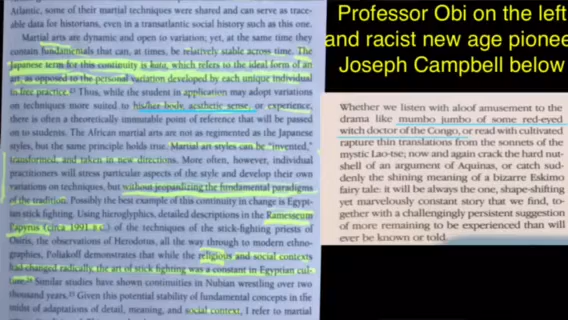 Atlantic, some of their martial techniques were shared and can serve as trace-
able data for historians, even in a transatlantic social history such as this one.
Martial arts are dynamic and open to variation; yet, at the same time they
contain fundamentals that can, at times, be relatively stable across time. The
Japanese term for this continuity is kata, which refers to the ideal form of an
art, as opposed to the personal variation developed by each unique individual
in free practice. Thus, while the student in application may adopt variations
on techniques more suited to his/her body, aesthetic sense, or experience,
there is often a theoretically immutable point of reference that will be passed
on to students. The African martial arts are not as regimented as the Japanese
styles, but the same principle holds true. Martial art styles can be "invented,"
transformed, and taken in new directions. More often, however, individual
practitioners will stress particular aspects of the style and develop their own
variations on techniques, but without jeopardizing the fundamental paradigms
of the tradition. Possibly the best example of this continuity in change is Egypt-
ian stick fighting. Using hieroglyphics, detailed descriptions in the Ramesseum
Papyrus (circa 1991 B.C.) of the techniques of the stick-fighting priests of
Osiris, the observations of Herodotus, all the way through to modern ethno-
graphies, Poliakoff demonstrates that while the religious and social contexts
had changed radically, the art of stick fighting was a constant in Egyptian cul-
ture. Similar studies have shown continuities in Nubian wrestling over two
thousand years. Given this potential stability of fundamental concepts in the
midst of adaptations of detail, meaning, and social context, I refer to martial
Professor Obi on the left
and racist new age pionee
Joseph Campbell below
Whether we listen with aloof amusement to the
drama like mumbo jumbo of some red-eyed
witch doctor of the Congo, or read with cultivated
rapture thin translations from the sonnets of the
mystic Lao-tse; now and again crack the hard nut-
shell of an argument of Aquinas, or catch sud-
denly the shining meaning of a bizarre Eskimo
fairy tale: it will be always the one, shape-shifting
yet marvelously constant story that we find, to-
gether with a challengingly persistent suggestion
of more remaining to be experienced than will
ever be known or told.